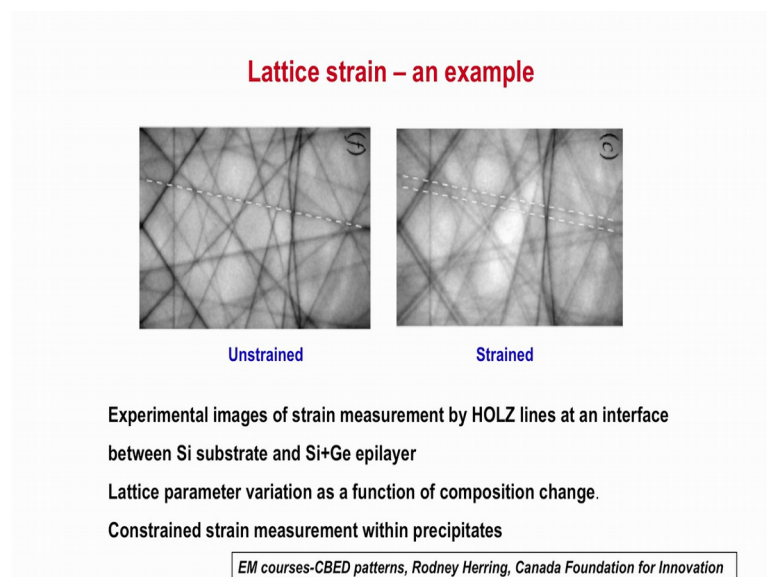 Lattice strain – an example
(f)
(c)
Unstrained
Strained
Experimental images of strain measurement by HOLZ lines at an interface
between Si substrate and Si+Ge epilayer
Lattice parameter variation as a function of composition change.
Constrained strain measurement within precipitates
EM courses-CBED patterns, Rodney Herring, Canada Foundation for Innovation